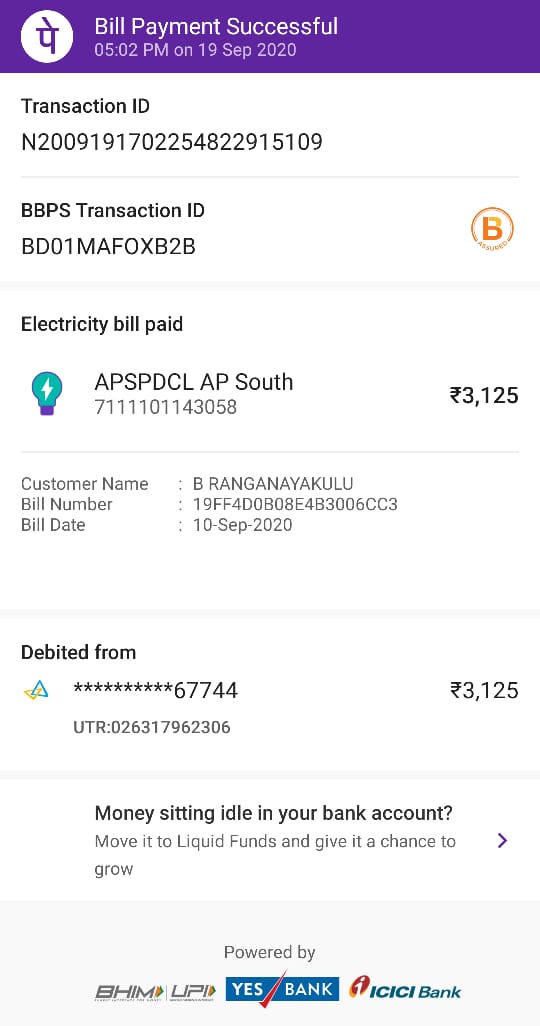 पे
Bill Payment Successful
05:02 PM on 19 Sep 2020
Transaction ID
N2009191702254822915109
BBPS Transaction ID
BD01MAFOXB2B
B
ASSURED
Electricity bill paid
APSPDCL AP South
7111101143058
₹3,125
Customer Name : B RANGANAYAKULU
Bill Number : 19FF4D0B08E4B3006CC3
Bill Date : 10-Sep-2020
Debited from
**********67744 ₹3,125
UTR:026317962306
Money sitting idle in your bank account?
Move it to Liquid Funds and give it a chance to
grow
Powered by
BHIM UPI YES BANK ICICI Bank